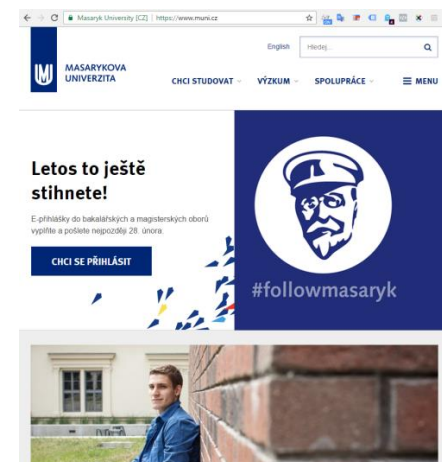 Masaryk University [CZ] | https://www.muni.cz
English
Hledej...
MASARYKOVA
UNIVERZITA
CHCI STUDOVAT
VÝZKUM
SPOLUPRÁCE
MENU
Letos to ještě
stihnete!
E-přihlášky do bakalářských a magisterských oborů
vyplňte a pošlete nejpozději 28. února.
CHCI SE PŘIHLÁSIT
#followmasaryk